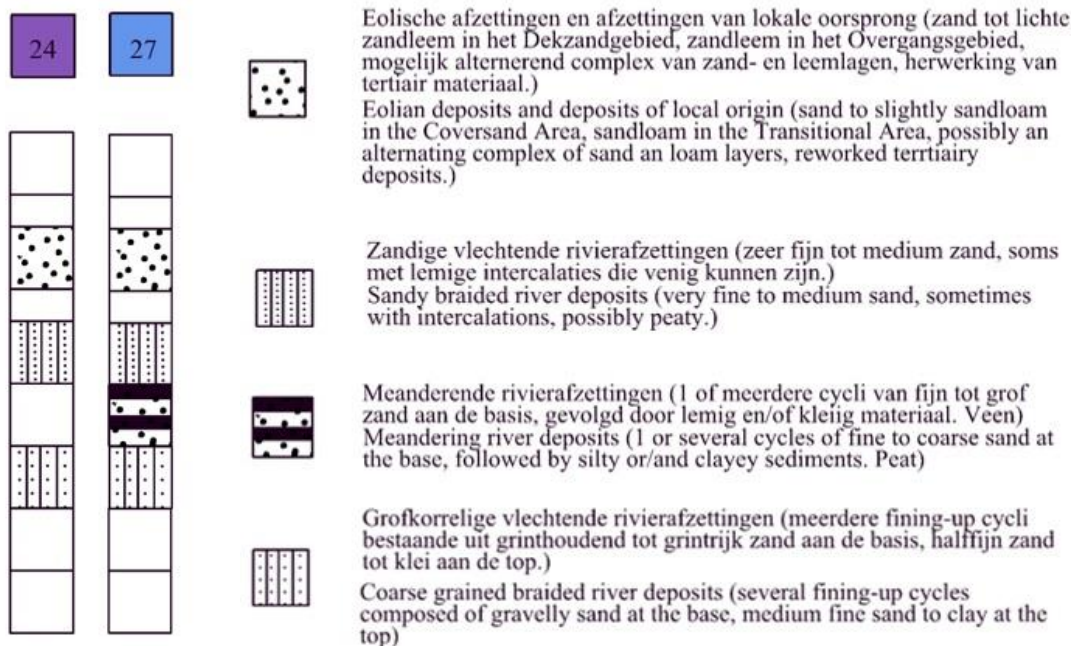 24
27
Eolische afzettingen en afzettingen van lokale oorsprong (zand tot lichte
zandleem in het Dekzandgebied, zandleem in het Overgangsgebied,
mogelijk alternerend complex van zand- en leemlagen, herwerking van
tertiair materiaal.)
Eolian deposits and deposits of local origin (sand to slightly sandloam
in the Coversand Area, sandloam in the Transitional Area, possibly an
alternating complex of sand an loam layers, reworked terrtiairy
deposits.)
Zandige vlechtende rivierafzettingen (zeer fijn tot medium zand, soms
met lemige intercalaties die venig kunnen zijn.)
Sandy braided river deposits (very fine to medium sand, sometimes
with intercalations, possibly peaty.)
Meanderende rivierafzettingen (1 of meerdere cycli van fijn tot grof
zand aan de basis, gevolgd door lemig en/of kleiig materiaal. Veen)
Meandering river deposits (1 or several cycles of fine to coarse sand at
the base, followed by silty or/and clayey sediments. Peat)
Grofkorrelige vlechtende rivierafzettingen (meerdere fining-up cycli
bestaande uit grinthoudend tot grintrijk zand aan de basis, halffijn zand
tot klei aan de top.)
Coarse grained braided river deposits (several fining-up cycles
composed of gravelly sand at the base, medium fine sand to clay at the
top)